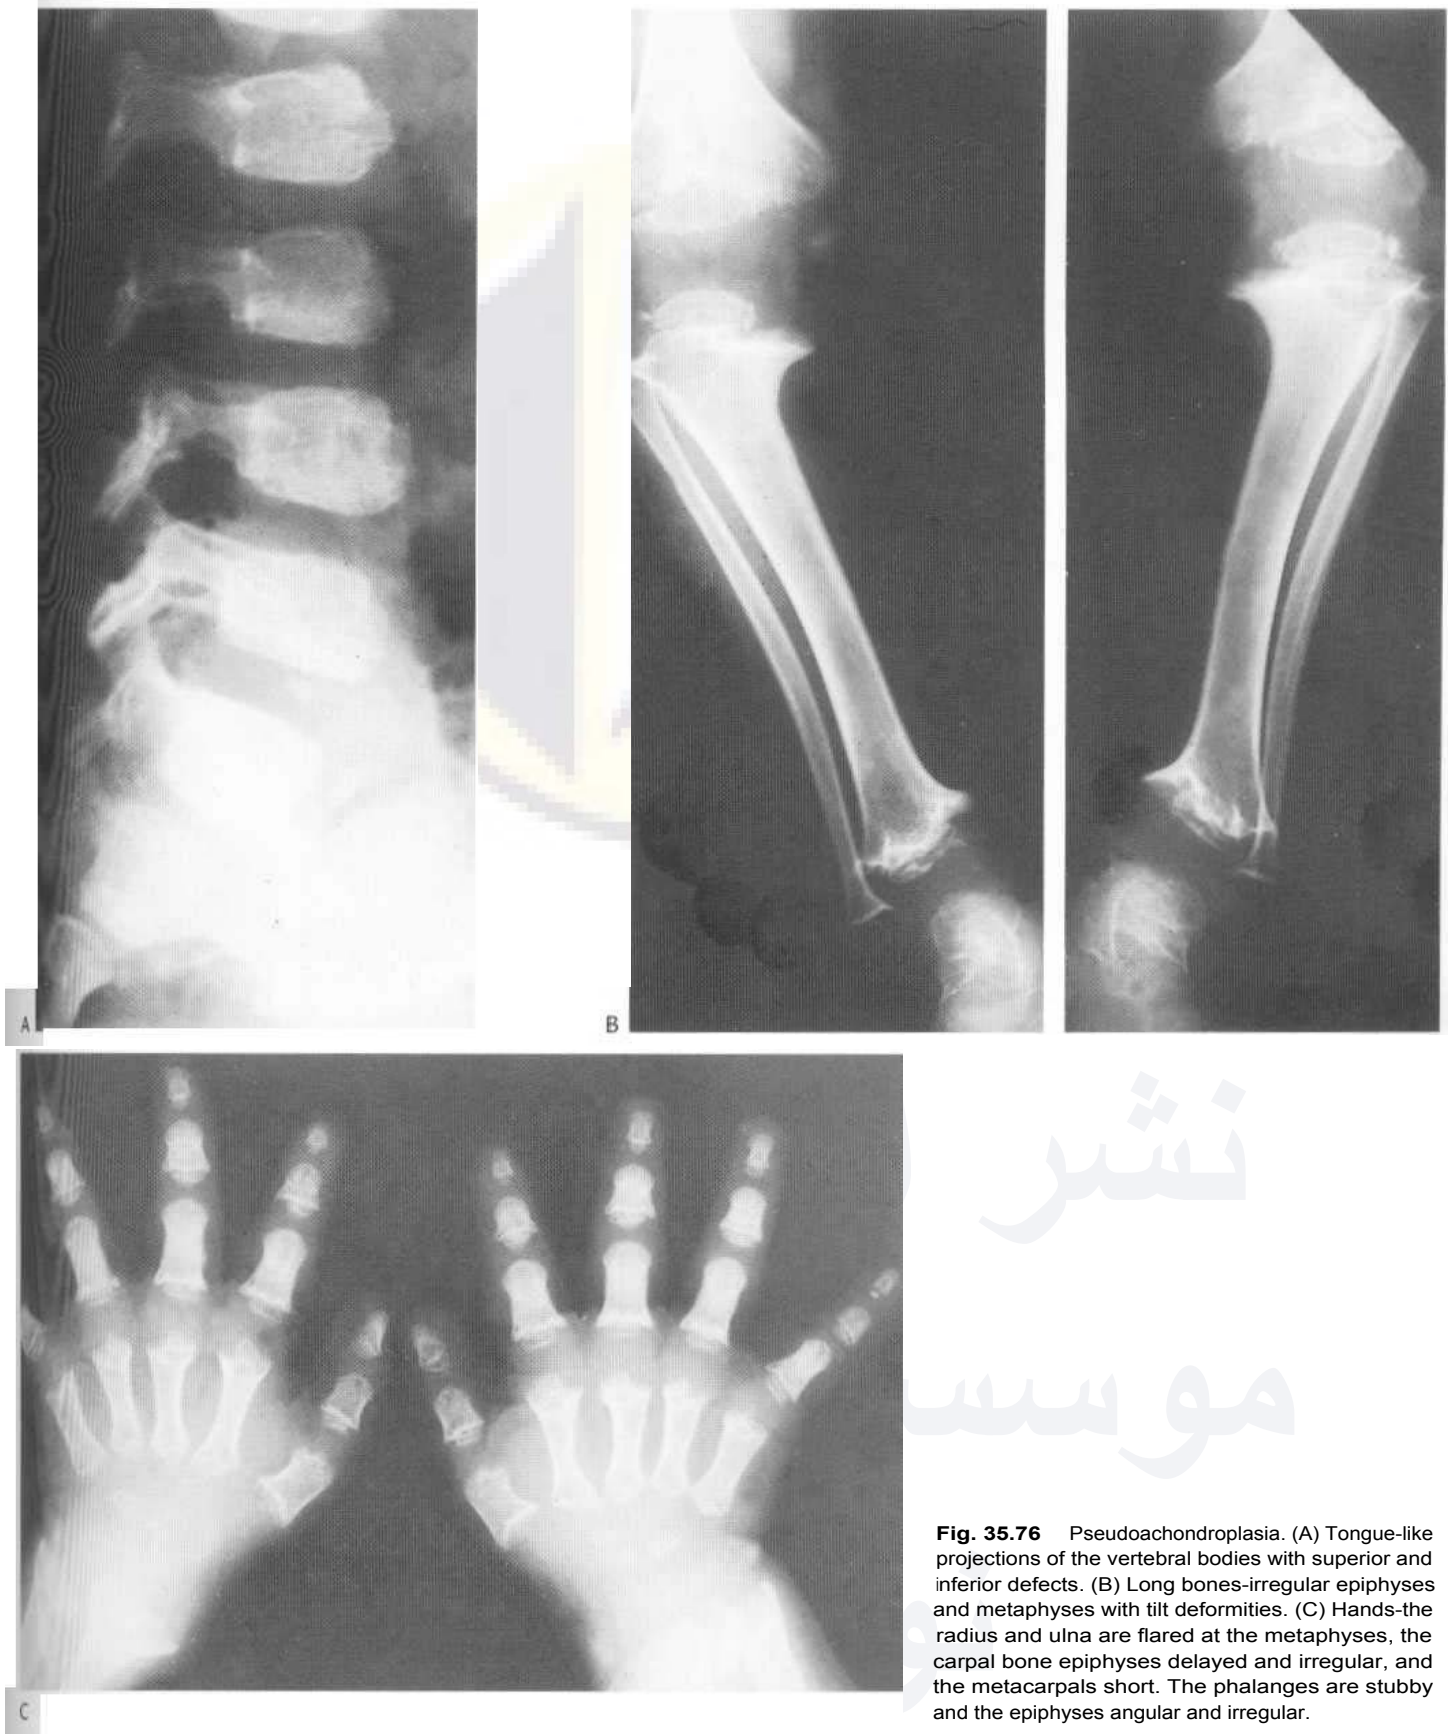 A
B
نشر
موسس
C
Fig. 35.76 Pseudoachondroplasia. (A) Tongue-like
projections of the vertebral bodies with superior and
inferior defects. (B) Long bones-irregular epiphyses
and metaphyses with tilt deformities. (C) Hands-the
radius and ulna are flared at the metaphyses, the
carpal bone epiphyses delayed and irregular, and
the metacarpals short. The phalanges are stubby
and the epiphyses angular and irregular.